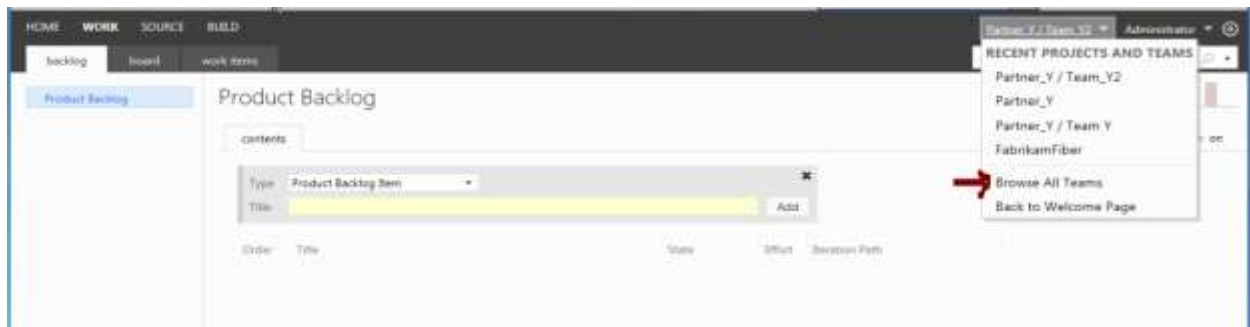 HOME WORK SOURCE BUILD
Partner_Y / Team_Y2 Administrator
backlog board work items
RECENT PROJECTS AND TEAMS
Partner_Y / Team_Y2
Partner_Y
Partner_Y / Team Y
FabrikamFiber
Browse All Teams
Back to Welcome Page
Product Backlog
Product Backlog
contents
on
Type Product Backlog Item
Title Add
Order Title State Effort Iteration Path